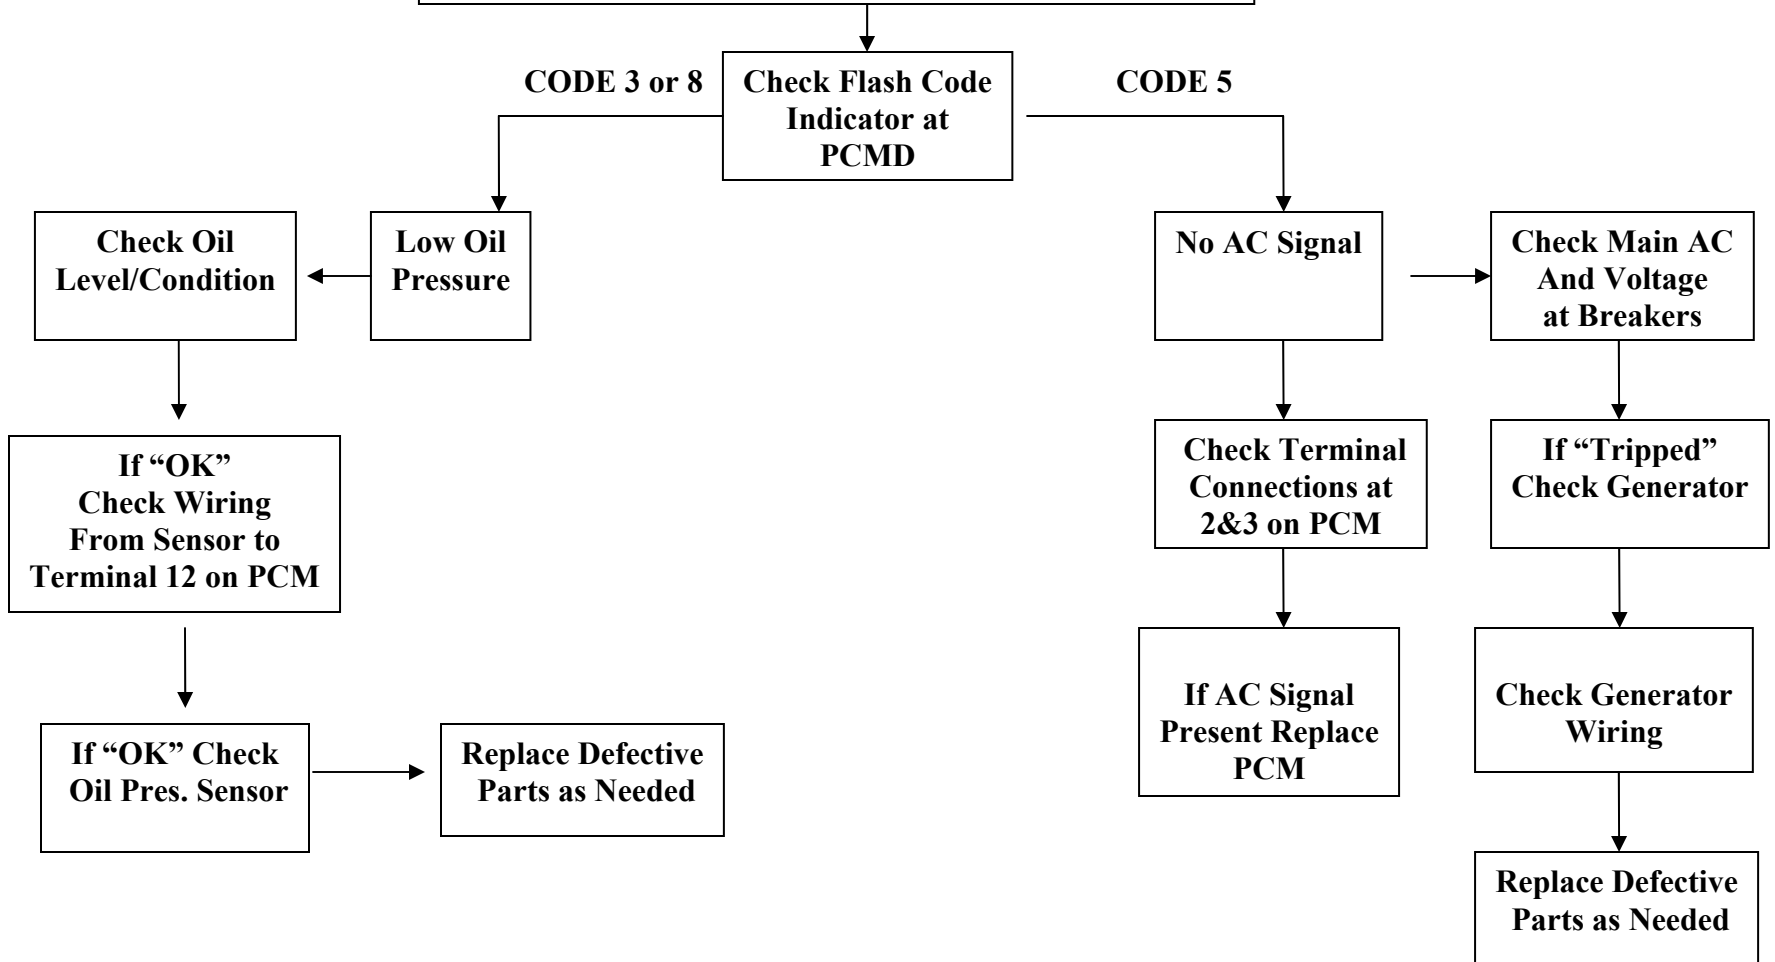 CODE 3 or 8
Check Flash Code
Indicator at
PCMD
CODE 5
Check Oil
Level/Condition
Low Oil
Pressure
No AC Signal
Check Main AC
And Voltage
at Breakers
If “OK”
Check Wiring
From Sensor to
Terminal 12 on PCM
Check Terminal
Connections at
2&3 on PCM
If “Tripped”
Check Generator
If “OK” Check
Oil Pres. Sensor
Replace Defective
Parts as Needed
If AC Signal
Present Replace
PCM
Check Generator
Wiring
Replace Defective
Parts as Needed